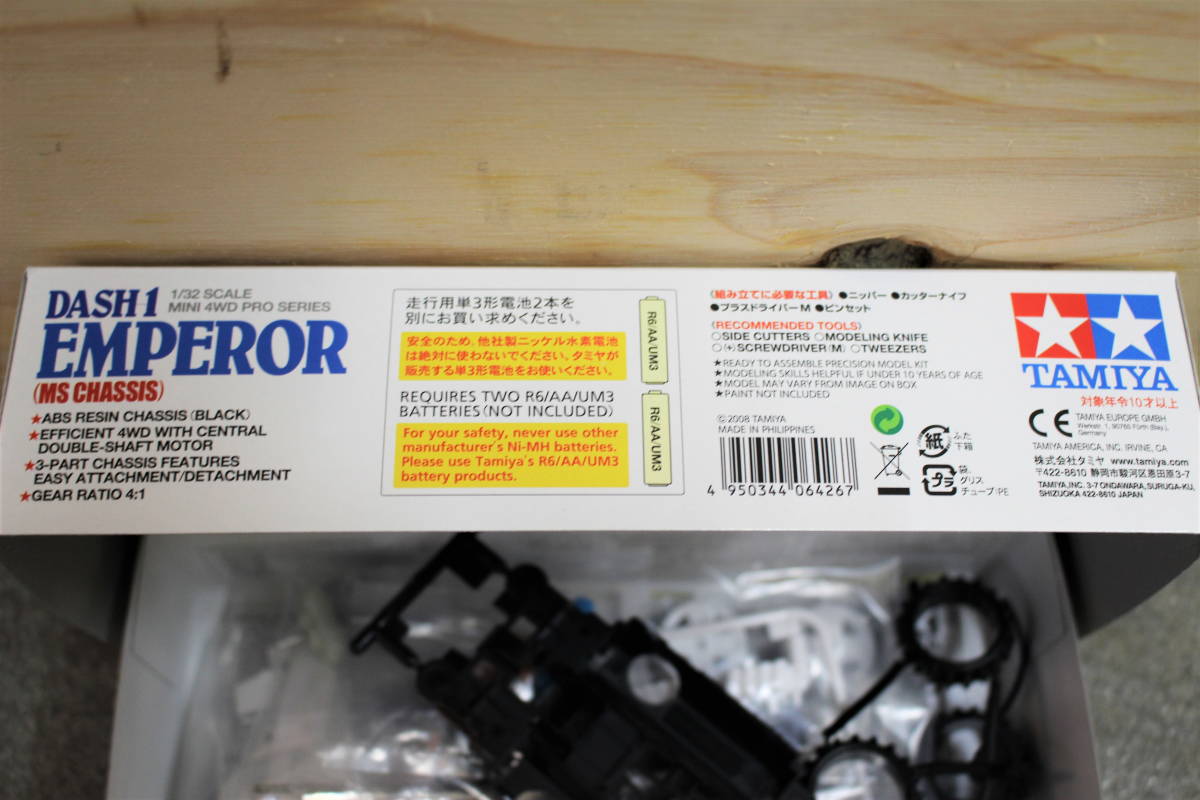 DASH 1
1/32 SCALE
MINI 4WD PRO SERIES
EMPEROR
(MS CHASSIS)
★ABS RESIN CHASSIS (BLACK)
★EFFICIENT 4WD WITH CENTRAL
DOUBLE-SHAFT MOTOR
★3-PART CHASSIS FEATURES
EASY ATTACHMENT/DETACHMENT
★GEAR RATIO 4:1
走行用単3形電池2本を
別にお買い求めください。
安全のため、他社製ニッケル水素電池
は絶対に使わないでください。タミヤが
販売する単3形電池をお使いください。
REQUIRES TWO R6/AA/UM3
BATTERIES (NOT INCLUDED)
For your safety, never use other
manufacturer's Ni-MH batteries.
Please use Tamiya's R6/AA/UM3
battery products.
R6/AA/UM3
R6/AA/UM3
《組み立てに必要な工具》 ●ニッパー ●カッターナイフ
●プラスドライバーM ●ピンセット
《RECOMMENDED TOOLS》
○SIDE CUTTERS ○MODELING KNIFE
○(+)SCREWDRIVER (M) ○TWEEZERS
★READY TO ASSEMBLE PRECISION MODEL KIT
★MODELING SKILLS HELPFUL IF UNDER 10 YEARS OF AGE
★MODEL MAY VARY FROM IMAGE ON BOX
★PAINT NOT INCLUDED
©2008 TAMIYA
MADE IN PHILIPPINES
4 950344 064267
紙
ふた
下箱
プラ
袋、
グリス
チューブ:PE
TAMIYA
対象年令10才以上
CE
TAMIYA EUROPE GMBH
Werkstr. 1, 90765 Fürth (Bay.),
Germany
TAMIYA AMERICA, INC. IRVINE, CA
株式会社タミヤ www.tamiya.com
〒422-8610 静岡市駿河区恩田原3-7
TAMIYA,INC. 3-7 ONDAWARA, SURUGA-KU,
SHIZUOKA 422-8610 JAPAN